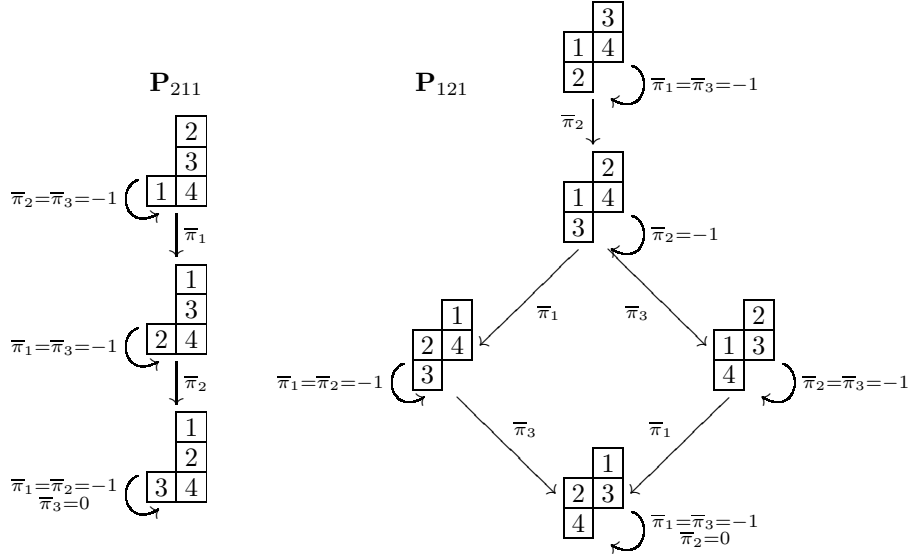 3
1 4
2
P₂₁₁
P₁₂₁
π̅₁=π̅₃=−1
2
π̅₂
3
π̅₂=π̅₃=−1
1 4
2
1 4
π̅₁
3
π̅₂=−1
1
π̅₁
π̅₃
3
1
2
π̅₁=π̅₃=−1
2 4
2 4
1 3
3
4
π̅₂
π̅₁=π̅₂=−1
π̅₂=π̅₃=−1
1
π̅₃
π̅₁
2
1
π̅₁=π̅₂=−1
π̅₃=0
3 4
2 3
4
π̅₁=π̅₃=−1
π̅₂=0